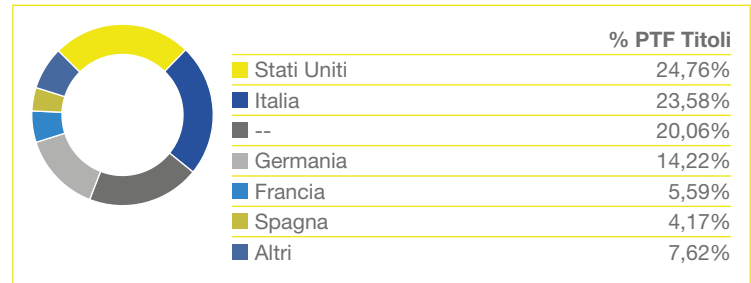 % PTF Titoli
Stati Uniti 24,76%
Italia 23,58%
-- 20,06%
Germania 14,22%
Francia 5,59%
Spagna 4,17%
Altri 7,62%